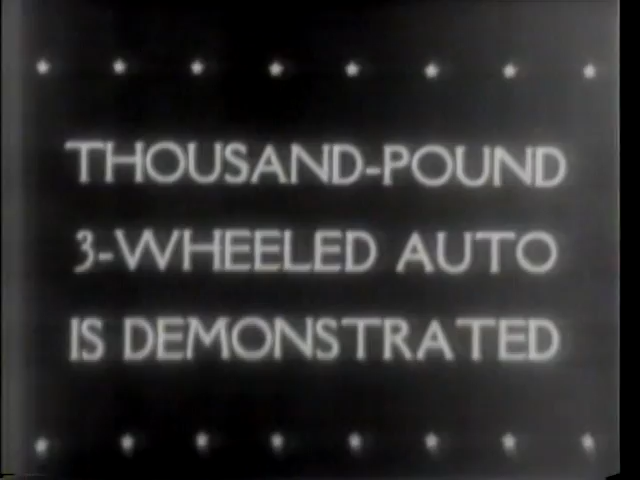 THOUSAND-POUND
3-WHEELED AUTO
IS DEMONSTRATED